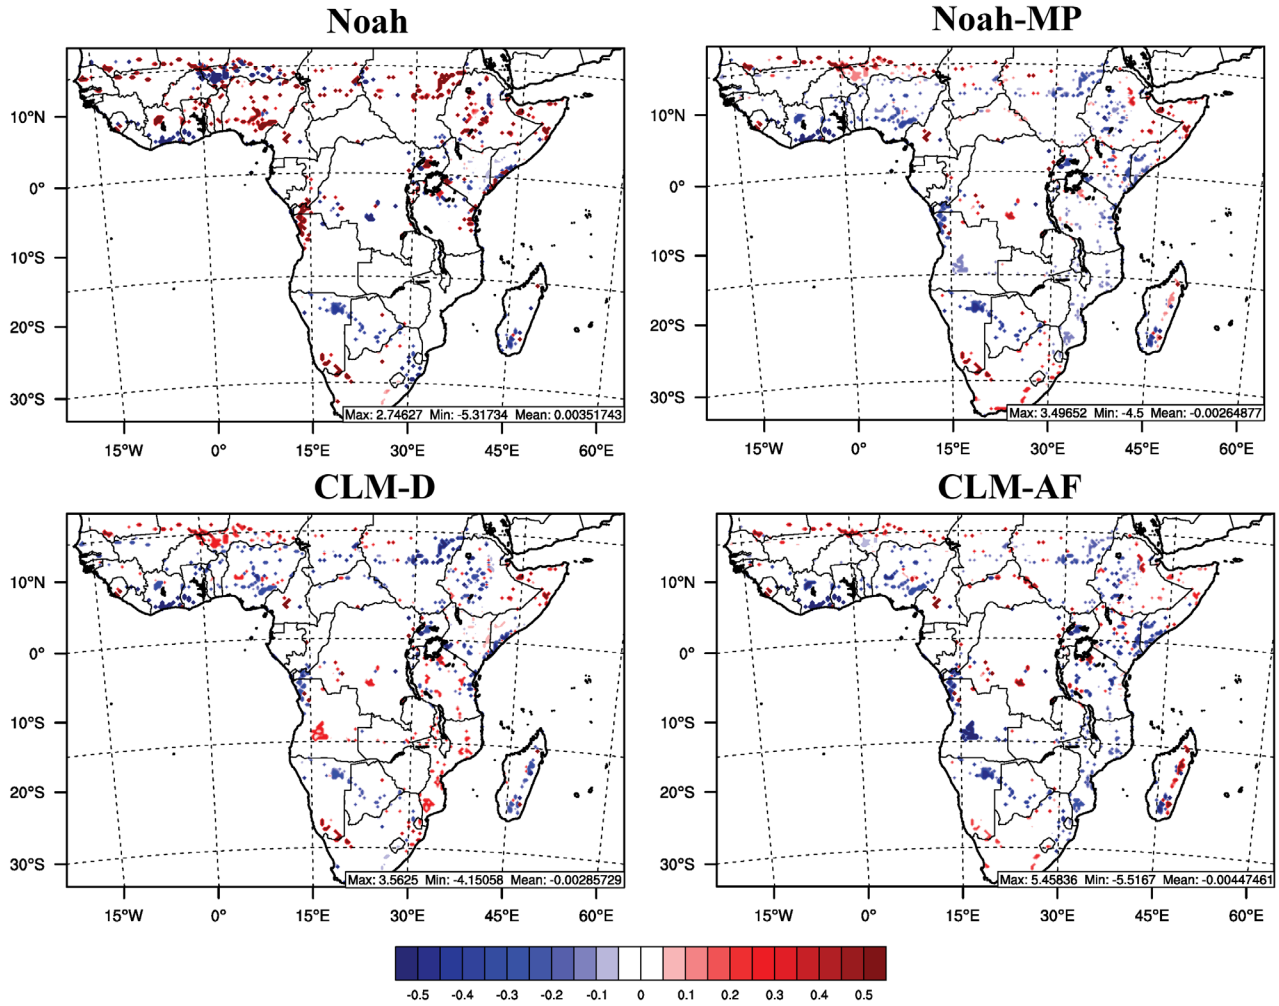 Noah
Noah-MP
10°N
0°
10°S
20°S
30°S
Max: 2.74627 Min: -5.31734 Mean: 0.00351743
15°W 0° 15°E 30°E 45°E 60°E
10°N
0°
10°S
20°S
30°S
Max: 3.49652 Min: -4.5 Mean: -0.00264877
15°W 0° 15°E 30°E 45°E 60°E
CLM-D
CLM-AF
10°N
0°
10°S
20°S
30°S
Max: 3.5625 Min: -4.15058 Mean: -0.00285729
15°W 0° 15°E 30°E 45°E 60°E
10°N
0°
10°S
20°S
30°S
Max: 5.45836 Min: -5.5167 Mean: -0.00447461
15°W 0° 15°E 30°E 45°E 60°E
-0.5 -0.4 -0.3 -0.2 -0.1 0 0.1 0.2 0.3 0.4 0.5